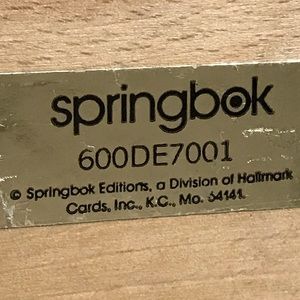 springbok
600DE7001
© Springbok Editions, a Division of Hallmark
Cards, Inc., K.C., Mo. 64141.